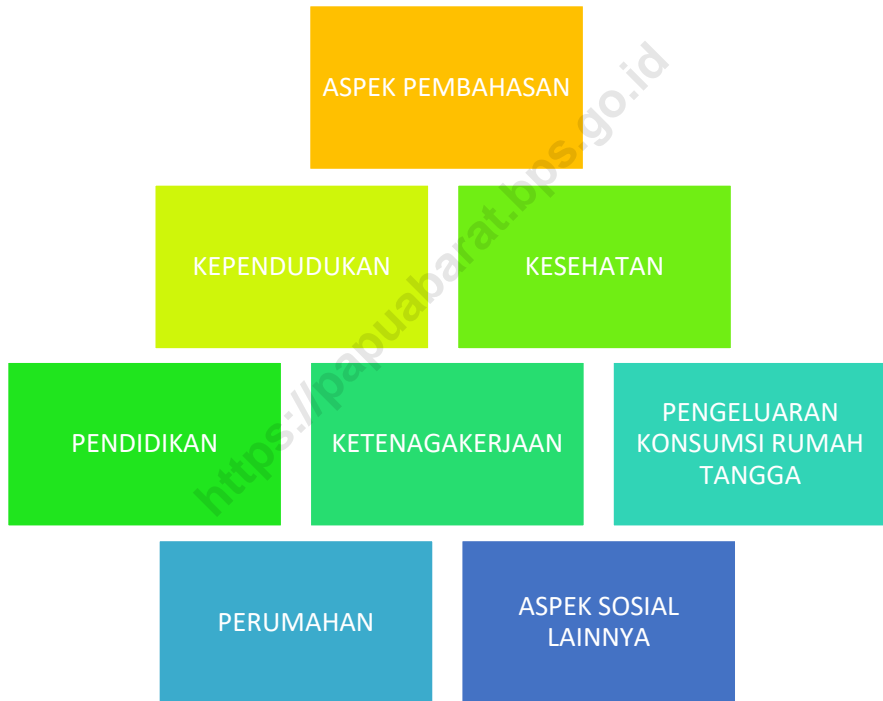 ASPEK PEMBAHASAN
KEPENDUDUKAN
KESEHATAN
PENDIDIKAN
KETENAGAKERJAAN
PENGELUARAN
KONSUMSI RUMAH
TANGGA
PERUMAHAN
ASPEK SOSIAL
LAINNYA
https://papuabarat.bps.go.id